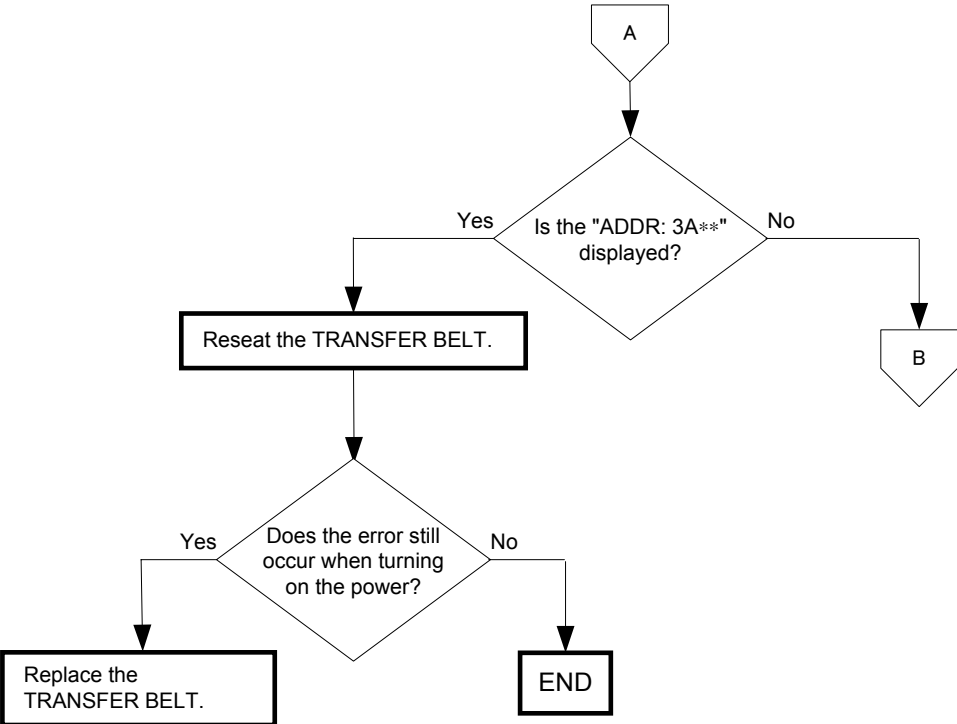 A
Yes
Is the "ADDR: 3A**"
displayed?
No
Reseat the TRANSFER BELT.
B
Yes
Does the error still
occur when turning
on the power?
No
Replace the
TRANSFER BELT.
END